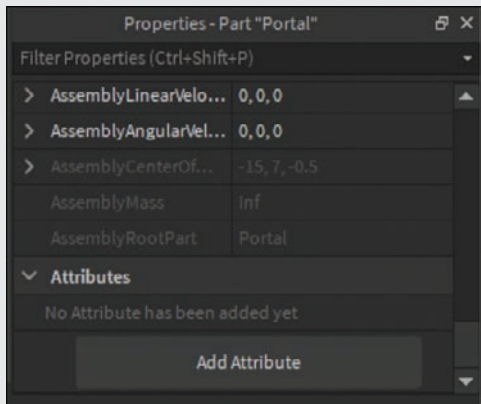 Properties - Part "Portal"
Filter Properties (Ctrl+Shift+P)
AssemblyLinearVelo... 0,0,0
AssemblyAngularVel... 0,0,0
AssemblyCenterOf... -15, 7, -0.5
AssemblyMass inf
AssemblyRootPart Portal
Attributes
No Attribute has been added yet
Add Attribute